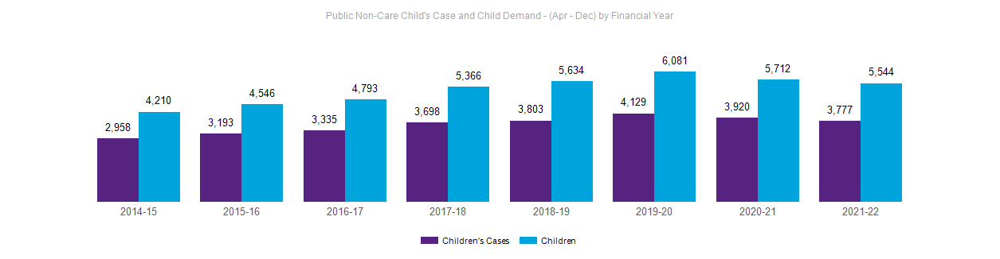 Public Non-Care Child's Case and Child Demand - (Apr - Dec) by Financial Year
2,958 4,210 3,193 4,546 3,335 4,793 3,698 5,366 3,803 5,634 4,129 6,081 3,920 5,712 3,777 5,544
2014-15 2015-16 2016-17 2017-18 2018-19 2019-20 2020-21 2021-22
Children's Cases Children